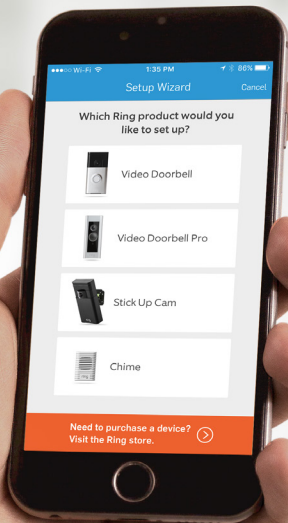 Wi-Fi 1:35 PM 86%
Setup Wizard Cancel
Which Ring product would you
like to set up?
Video Doorbell
Video Doorbell Pro
Stick Up Cam
Chime
Need to purchase a device?
Visit the Ring store.